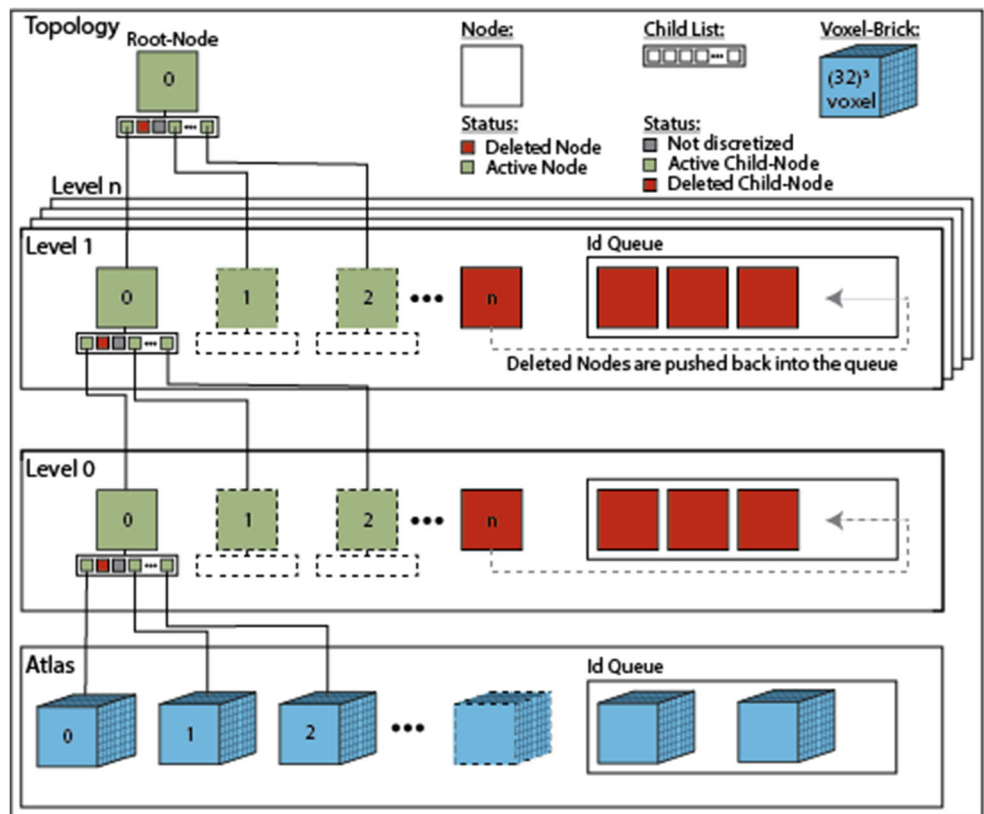 Topology
Root-Node
0
Node:
Child List:
Voxel-Brick:
(32)³
voxel
Status:
Deleted Node
Active Node
Status:
Not discretized
Active Child-Node
Deleted Child-Node
Level n
Level 1
Id Queue
0
1
2
n
Deleted Nodes are pushed back into the queue
Level 0
0
1
2
n
Atlas
Id Queue
0
1
2